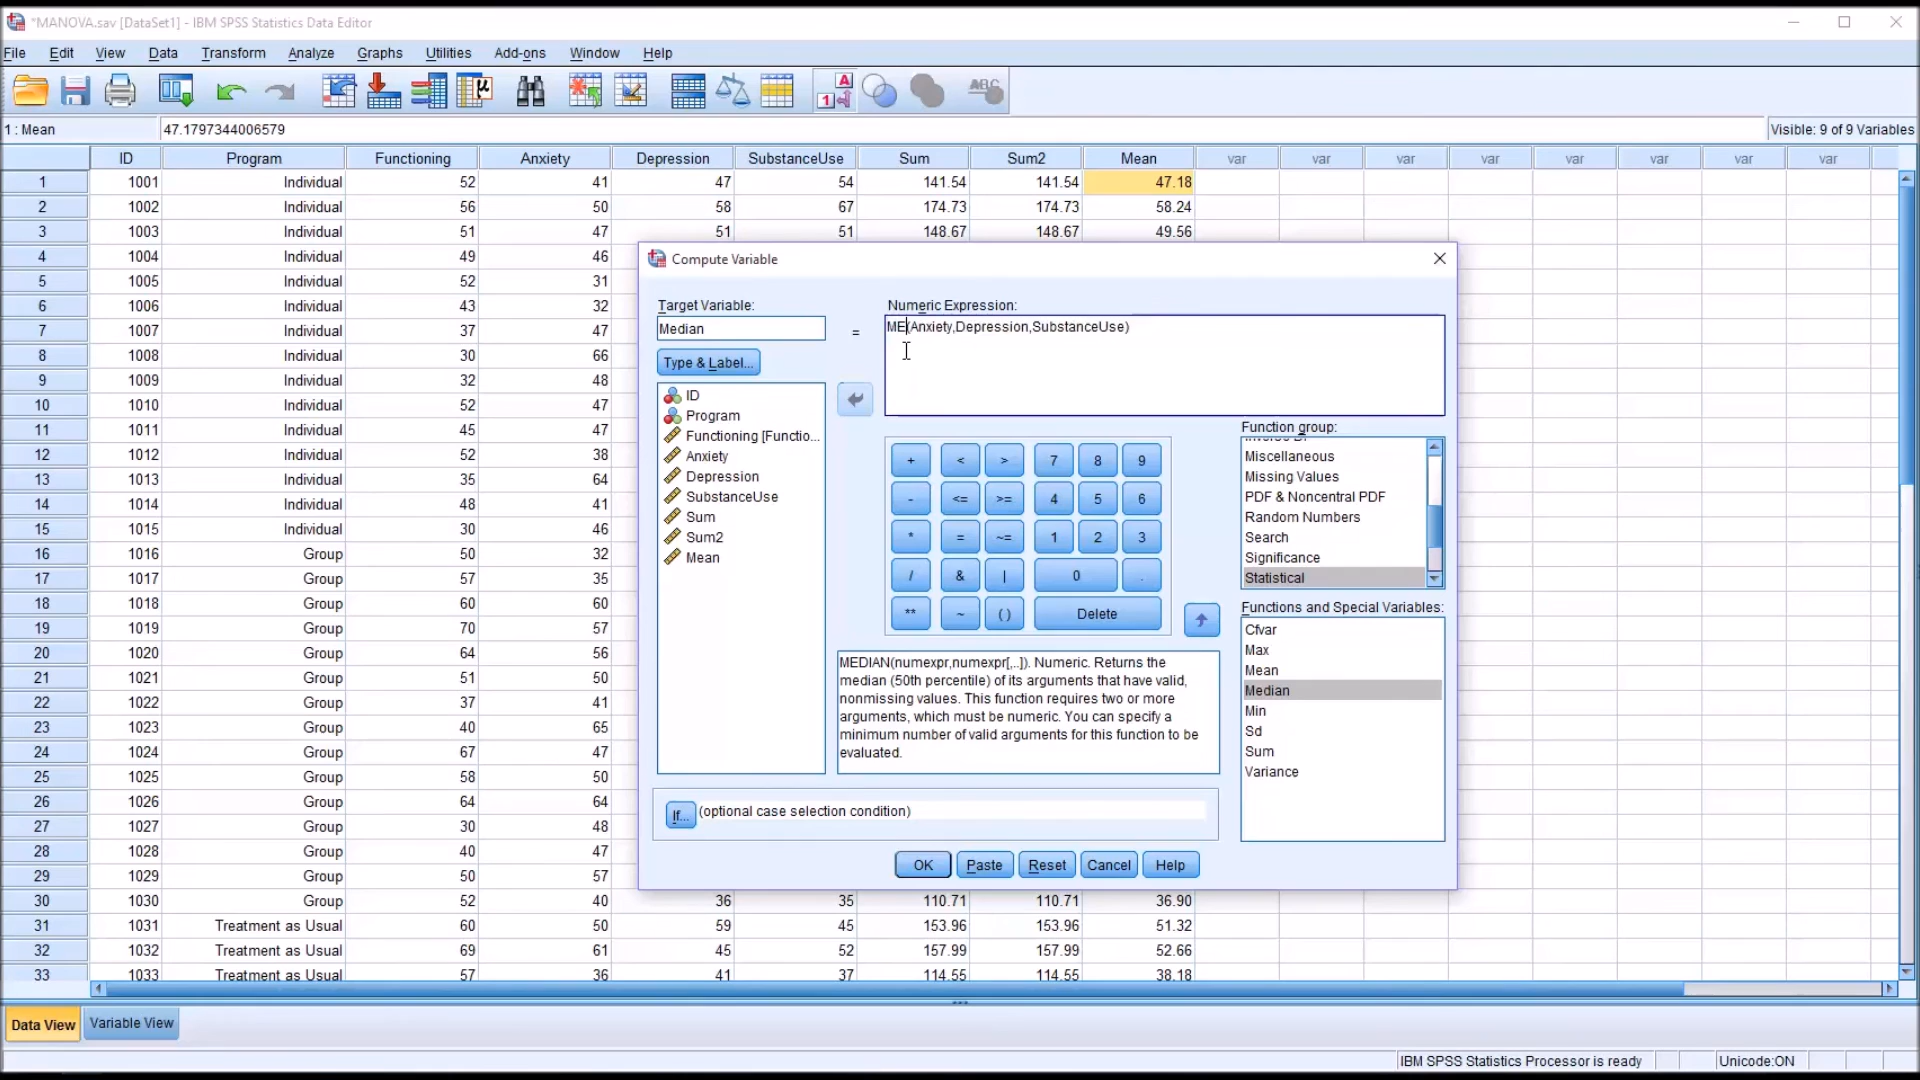 *MANOVA.sav [DataSet1] - IBM SPSS Statistics Data Editor
File Edit View Data Transform Analyze Graphs Utilities Add-ons Window Help
1 : Mean 47.1797344006579 Visible: 9 of 9 Variables
ID Program Functioning Anxiety Depression SubstanceUse Sum Sum2 Mean var var var var var var var var
1 1001 Individual 52 41 47 54 141.54 141.54 47.18
2 1002 Individual 56 50 58 67 174.73 174.73 58.24
3 1003 Individual 51 47 51 51 148.67 148.67 49.56
4 1004 Individual 49 46
5 1005 Individual 52 31
6 1006 Individual 43 32
7 1007 Individual 37 47
8 1008 Individual 30 66
9 1009 Individual 32 48
10 1010 Individual 52 47
11 1011 Individual 45 47
12 1012 Individual 52 38
13 1013 Individual 35 64
14 1014 Individual 48 41
15 1015 Individual 30 46
16 1016 Group 50 32
17 1017 Group 57 35
18 1018 Group 60 60
19 1019 Group 70 57
20 1020 Group 64 56
21 1021 Group 51 50
22 1022 Group 37 41
23 1023 Group 40 65
24 1024 Group 67 47
25 1025 Group 58 50
26 1026 Group 64 64
27 1027 Group 30 48
28 1028 Group 40 47
29 1029 Group 50 57
30 1030 Group 52 40 36 35 110.71 110.71 36.90
31 1031 Treatment as Usual 60 50 59 45 153.96 153.96 51.32
32 1032 Treatment as Usual 69 61 45 52 157.99 157.99 52.66
33 1033 Treatment as Usual 57 36 41 37 114.55 114.55 38.18
Compute Variable
Target Variable:
Median
=
Type & Label...
Numeric Expression:
ME(Anxiety,Depression,SubstanceUse)
ID
Program
Functioning [Functio...
Anxiety
Depression
SubstanceUse
Sum
Sum2
Mean
+ < > 7 8 9
- <= >= 4 5 6
* = ~= 1 2 3
/ & | 0 .
** ~ ( ) Delete
Function group:
Miscellaneous
Missing Values
PDF & Noncentral PDF
Random Numbers
Search
Significance
Statistical
Functions and Special Variables:
Cfvar
Max
Mean
Median
Min
Sd
Sum
Variance
MEDIAN(numexpr,numexpr[,..]). Numeric. Returns the
median (50th percentile) of its arguments that have valid,
nonmissing values. This function requires two or more
arguments, which must be numeric. You can specify a
minimum number of valid arguments for this function to be
evaluated.
If... (optional case selection condition)
OK Paste Reset Cancel Help
Data View Variable View
IBM SPSS Statistics Processor is ready Unicode:ON